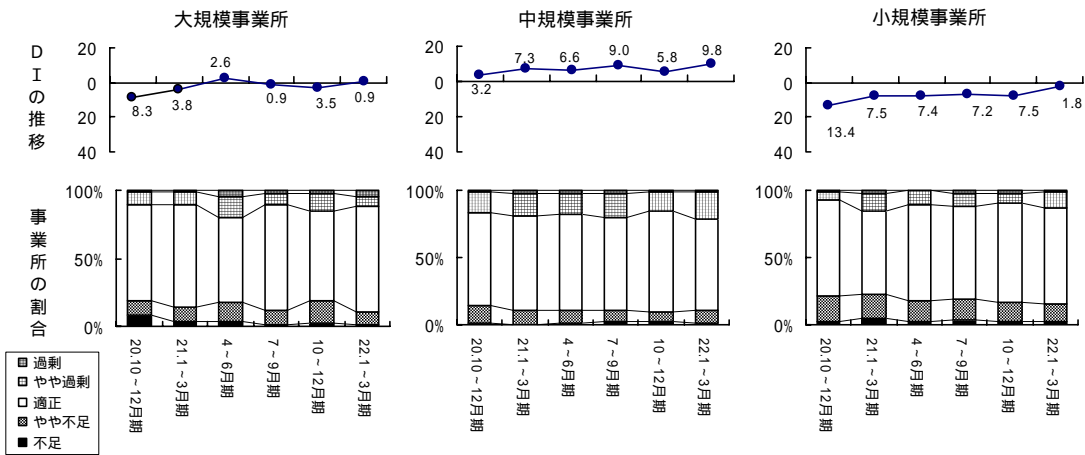 大規模事業所
中規模事業所
小規模事業所
DIの推移
20
0
20
40
8.3
3.8
2.6
0.9
3.5
0.9
20
0
20
40
3.2
7.3
6.6
9.0
5.8
9.8
20
0
20
40
13.4
7.5
7.4
7.2
7.5
1.8
事業所の割合
100%
50%
0%
100%
50%
0%
100%
50%
0%
20.10~12月期
21.1~3月期
4~6月期
7~9月期
10~12月期
22.1~3月期
20.10~12月期
21.1~3月期
4~6月期
7~9月期
10~12月期
22.1~3月期
20.10~12月期
21.1~3月期
4~6月期
7~9月期
10~12月期
22.1~3月期
過剰
やや過剰
適正
やや不足
不足